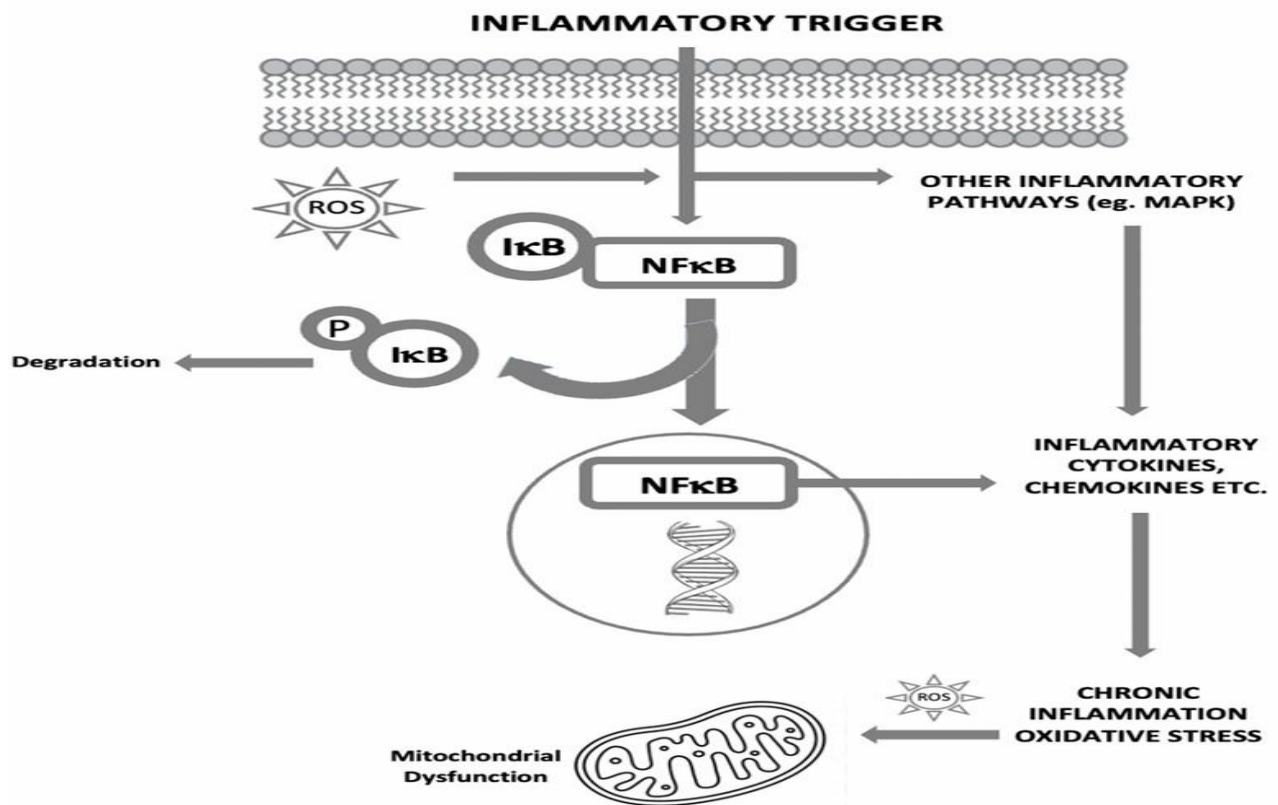 INFLAMMATORY TRIGGER
OTHER INFLAMMATORY
PATHWAYS (eg. MAPK)
ROS
IκB
NFκB
P
IκB
Degradation
INFLAMMATORY
CYTOKINES,
CHEMOKINES ETC.
NFκB
ROS
CHRONIC
INFLAMMATION
OXIDATIVE STRESS
Mitochondrial
Dysfunction